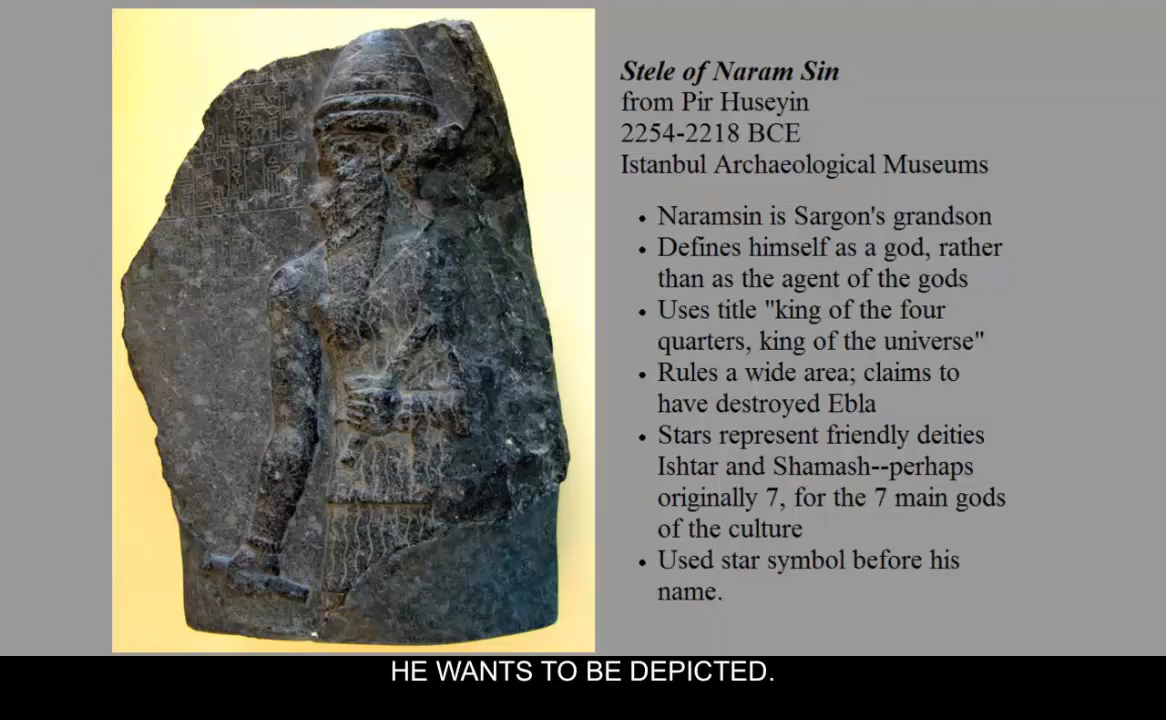 Stele of Naram Sin
from Pir Huseyin
2254-2218 BCE
Istanbul Archaeological Museums
• Naramsin is Sargon's grandson
• Defines himself as a god, rather
than as the agent of the gods
• Uses title "king of the four
quarters, king of the universe"
• Rules a wide area; claims to
have destroyed Ebla
• Stars represent friendly deities
Ishtar and Shamash--perhaps
originally 7, for the 7 main gods
of the culture
• Used star symbol before his
name.
HE WANTS TO BE DEPICTED.